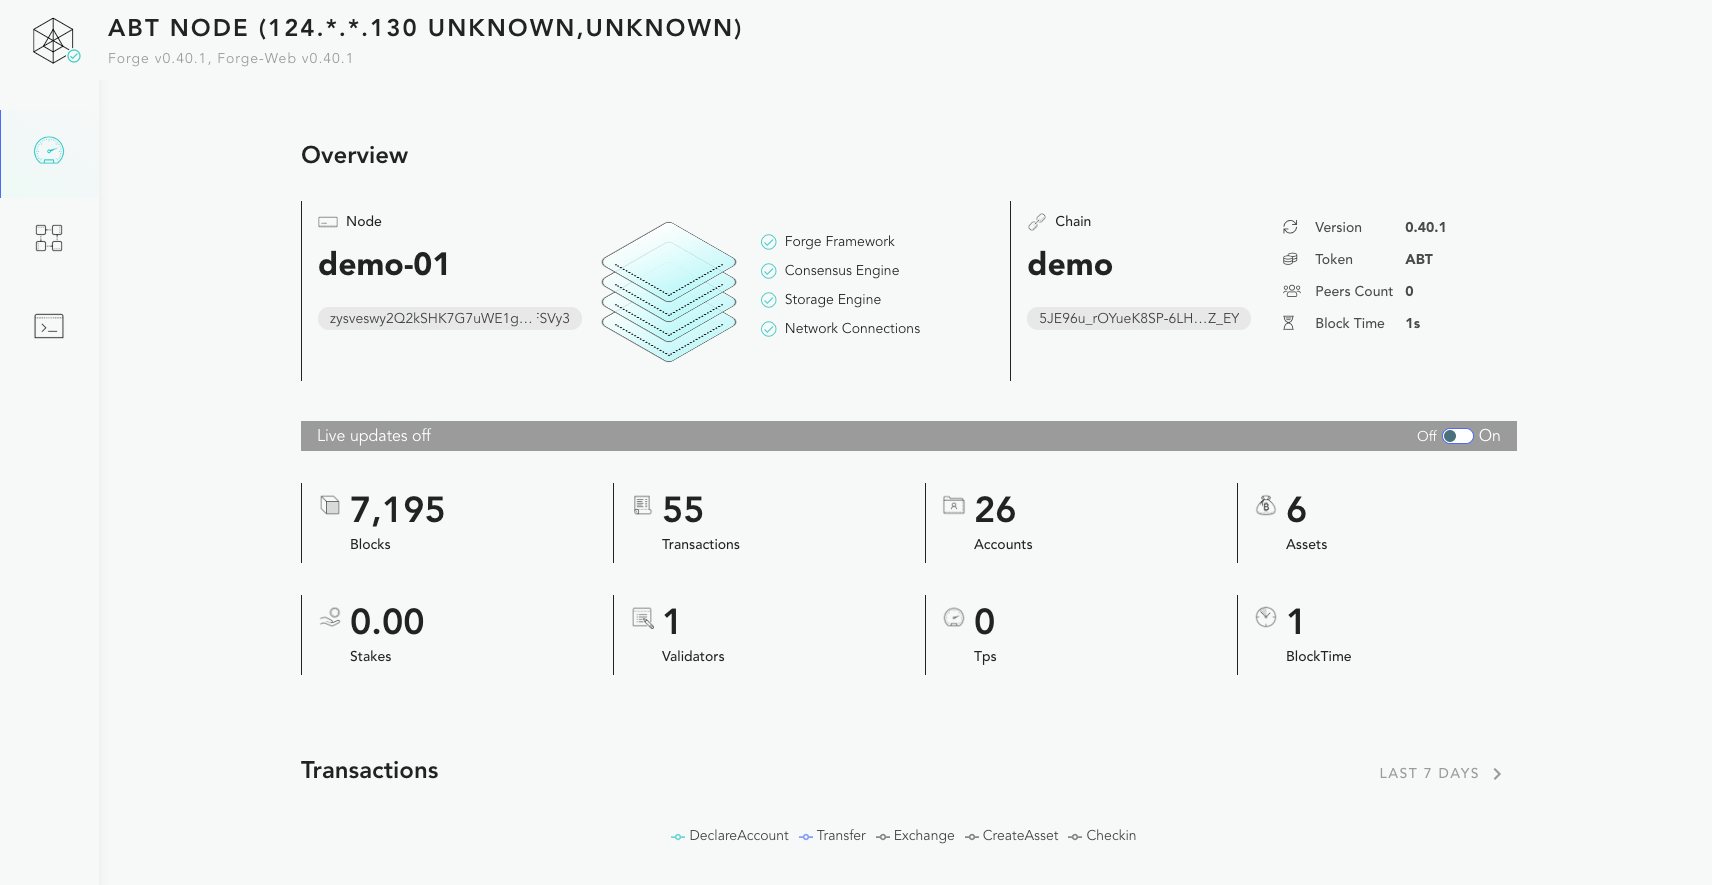 ABT NODE (124.*.*.130 UNKNOWN,UNKNOWN)
Forge v0.40.1, Forge-Web v0.40.1
Overview
Node
demo-01
zysveswy2Q2kSHK7G7uWE1g... FSVy3
Forge Framework
Consensus Engine
Storage Engine
Network Connections
Chain
demo
5JE96u_rOYueK8SP-6LH...Z_EY
Version 0.40.1
Token ABT
Peers Count 0
Block Time 1s
Live updates off
Off On
7,195
Blocks
55
Transactions
26
Accounts
6
Assets
0.00
Stakes
1
Validators
0
Tps
1
BlockTime
Transactions
LAST 7 DAYS
DeclareAccount Transfer Exchange CreateAsset Checkin